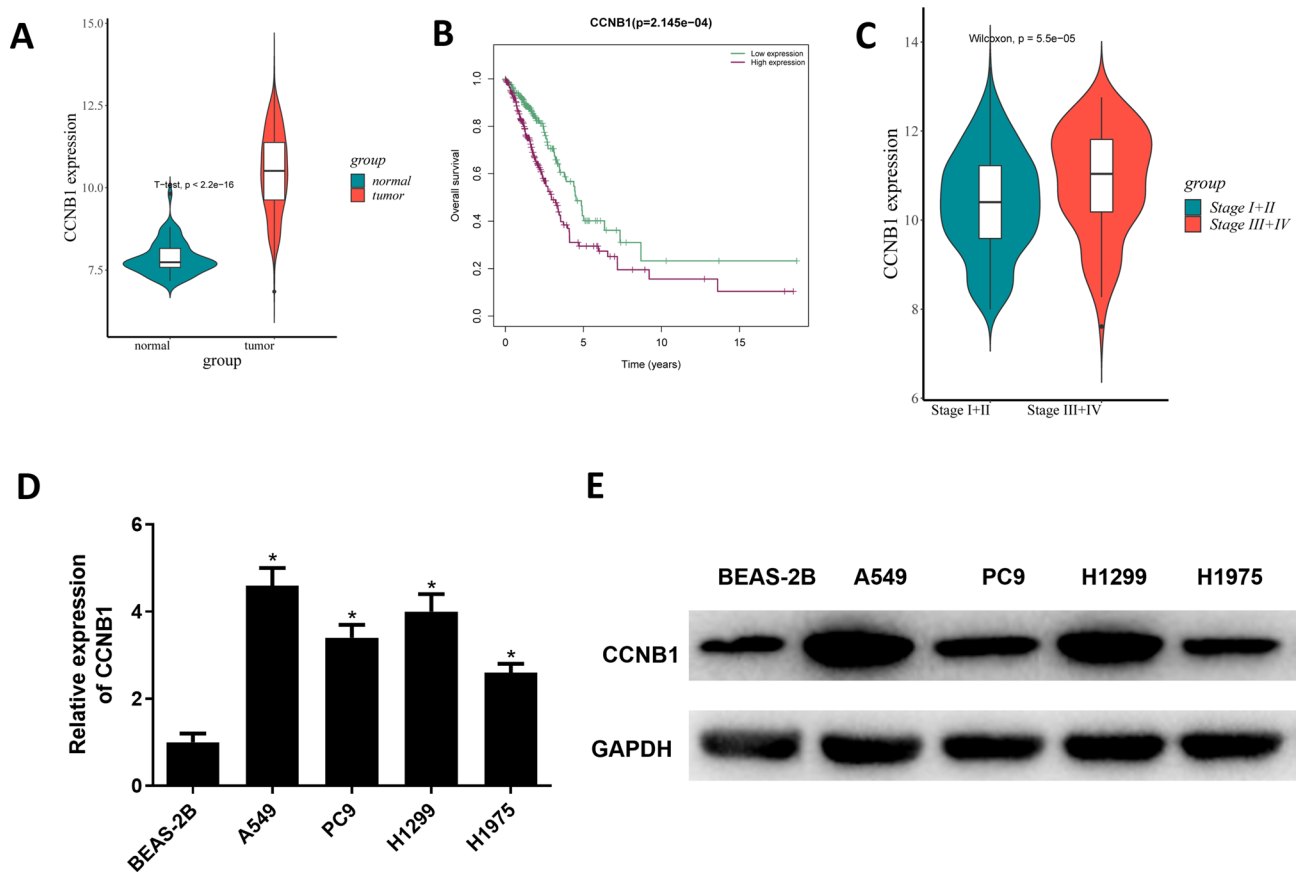 A
15.0
12.5
10.0
7.5
CCNB1 expression
T−test, p < 2.2e−16
normal
tumor
group
group
normal
tumor
B
CCNB1(p=2.145e−04)
Low expression
High expression
1.0
0.8
0.6
0.4
0.2
0.0
Overall survival
0
5
10
15
Time (years)
C
Wilcoxon, p = 5.5e−05
14
12
10
8
6
CCNB1 expression
Stage I+II
Stage III+IV
group
Stage I+II
Stage III+IV
D
Relative expression
of CCNB1
6
4
2
0
*
*
*
*
BEAS-2B
A549
PC9
H1299
H1975
E
BEAS-2B A549 PC9 H1299 H1975
CCNB1
GAPDH